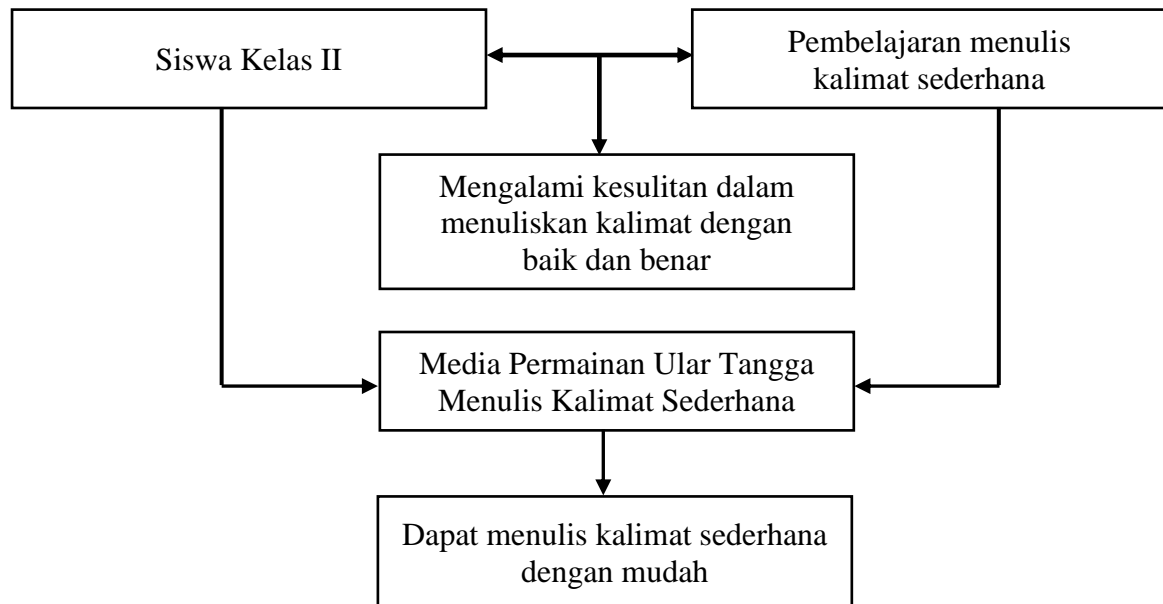 Siswa Kelas II
Pembelajaran menulis
kalimat sederhana
Mengalami kesulitan dalam
menuliskan kalimat dengan
baik dan benar
Media Permainan Ular Tangga
Menulis Kalimat Sederhana
Dapat menulis kalimat sederhana
dengan mudah